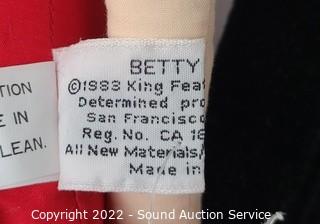 TION
E IN
LEAN.
BETTY
©1983 King Feat
Determined pro
San Francisco
Reg. No. CA 18
All New Materials/
Made in
Copyright 2022 - Sound Auction Service